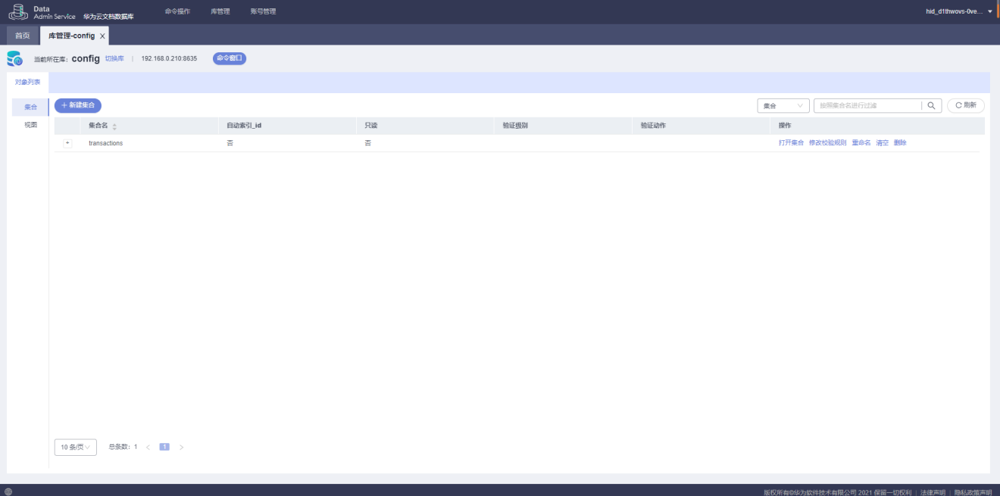 Data
Admin Service 华为云文档数据库 命令操作 库管理 账号管理 hid_d1thwovs-0ve...
首页 库管理-config X
当前所在库: config 切换库 | 192.168.0.210:8635 命令窗口
对象列表
集合 + 新建集合 集合 按照集合名进行过滤 刷新
视图 集合名 自动索引_id 只读 验证级别 验证动作 操作
+ transactions 否 否 打开集合 修改校验规则 重命名 清空 删除
10 条/页 总条数: 1 < 1 >
版权所有©华为软件技术有限公司 2021 保留一切权利 | 法律声明 | 隐私政策声明